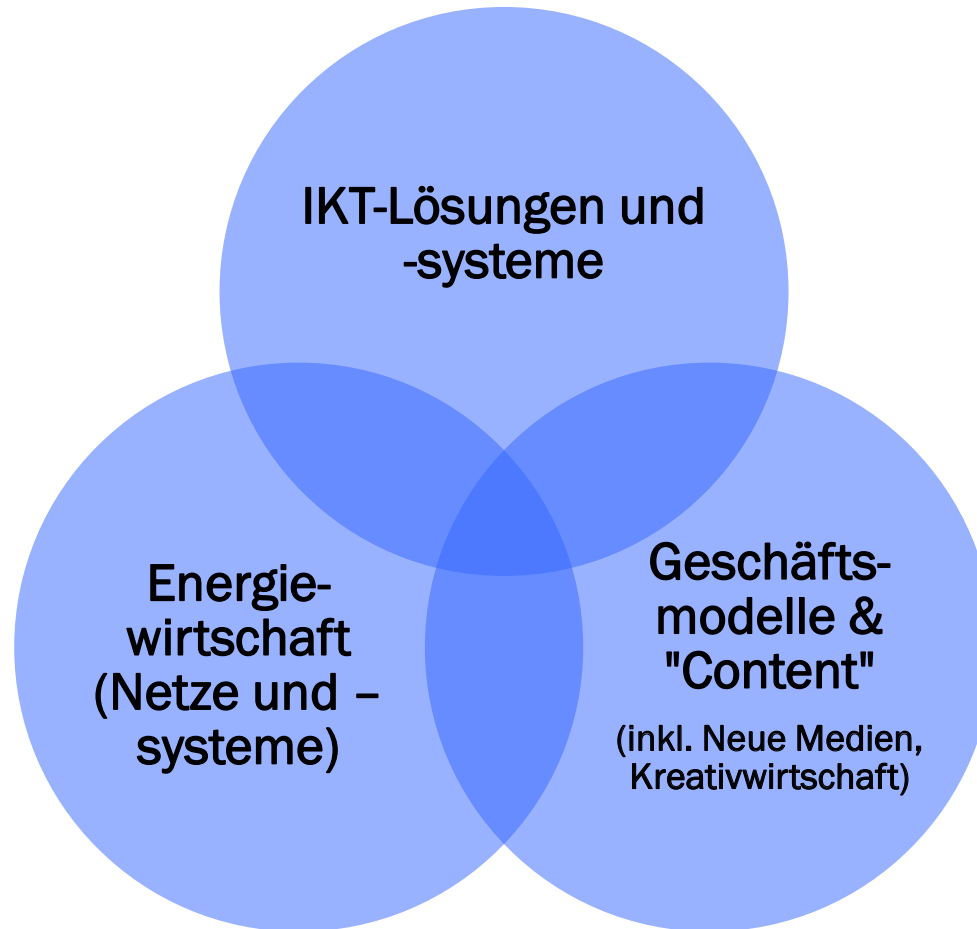 IKT-Lösungen und
-systeme
Energie-
wirtschaft
(Netze und –
systeme)
Geschäfts-
modelle &
"Content"
(inkl. Neue Medien,
Kreativwirtschaft)